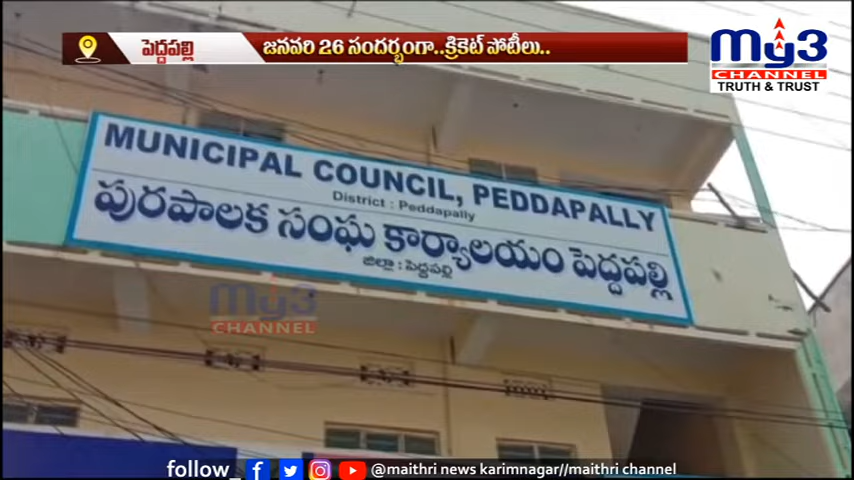 పెద్దపల్లి
జనవరి 26 సందర్భంగా..క్రికెట్ పోటీలు..
my3
CHANNEL
TRUTH & TRUST
MUNICIPAL COUNCIL, PEDDAPALLY
District : Peddapally
పురపాలక సంఘ కార్యాలయం పెద్దపల్లి
జిల్లా : పెద్దపల్లి
my3
CHANNEL
follow_ @maithri news karimnagar//maithri channel